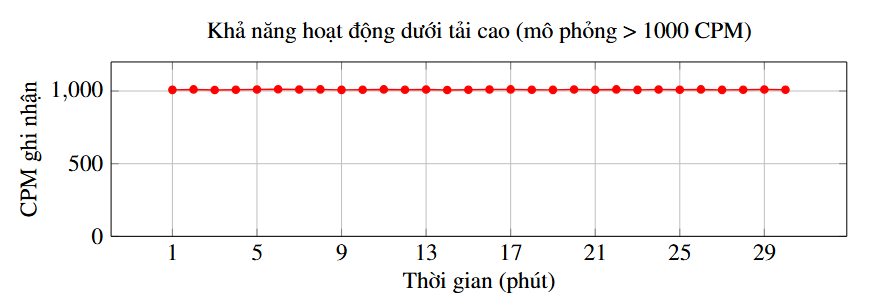 Khả năng hoạt động dưới tải cao (mô phỏng > 1000 CPM)
CPM ghi nhận
1,000
500
0
1 5 9 13 17 21 25 29
Thời gian (phút)